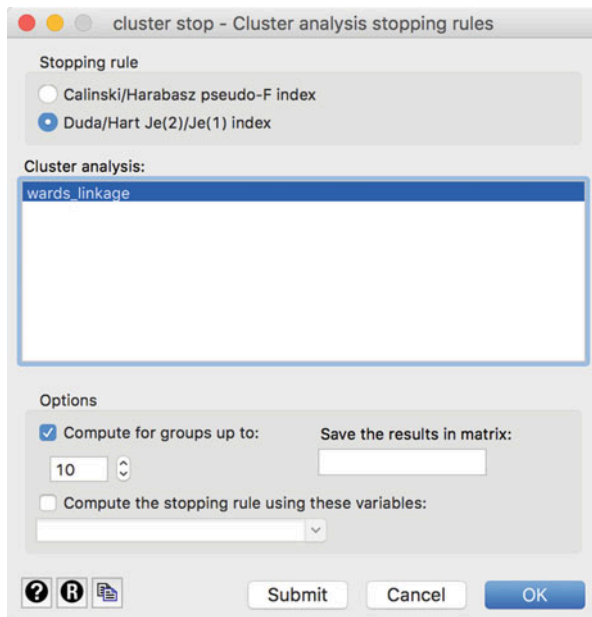 cluster stop - Cluster analysis stopping rules
Stopping rule
Calinski/Harabasz pseudo-F index
Duda/Hart Je(2)/Je(1) index
Cluster analysis:
wards_linkage
Options
Compute for groups up to:
Save the results in matrix:
10
Compute the stopping rule using these variables:
? R
Submit
Cancel
OK